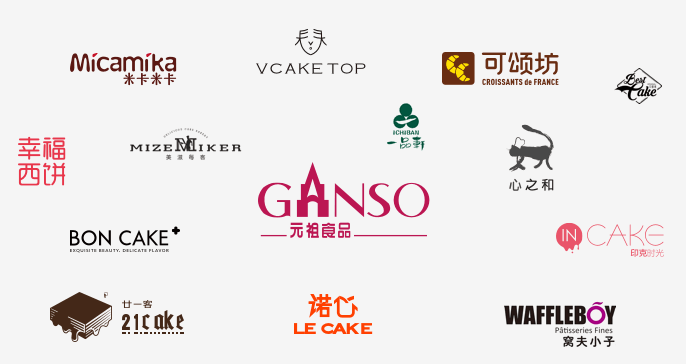 Micamika
米卡米卡
VCAKETOP
可颂坊
CROISSANTS de FRANCE
Best
Cake
幸福
西饼
MIZE MIKER
美滋每客
ICHIBAN
一品轩
心之和
GANSO
元祖食品
BON CAKE
EXQUISITE BEAUTY, DELICATE FLAVOR
IN CAKE
印克时光
廿一客
21cake
诺心
LE CAKE
WAFFLEBOY
Pâtisseries Fines
窝夫小子